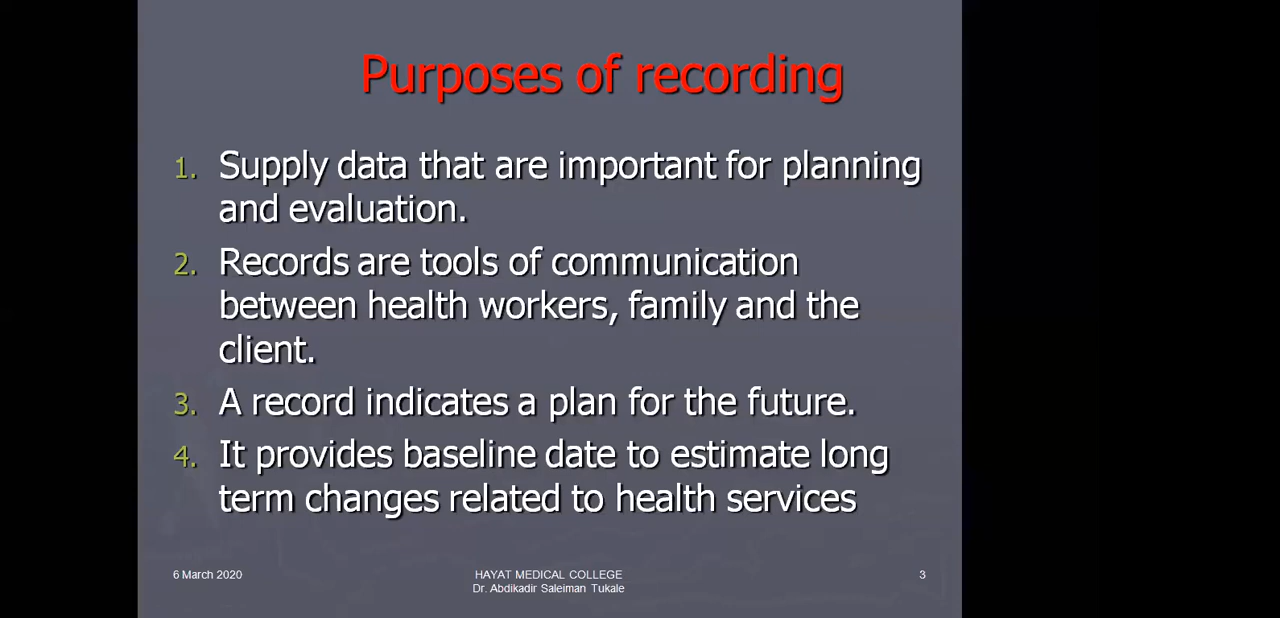 Purposes of recording
1. Supply data that are important for planning
and evaluation.
2. Records are tools of communication
between health workers, family and the
client.
3. A record indicates a plan for the future.
4. It provides baseline date to estimate long
term changes related to health services
6 March 2020
HAYAT MEDICAL COLLEGE
Dr. Abdikadir Saleiman Tukale
3